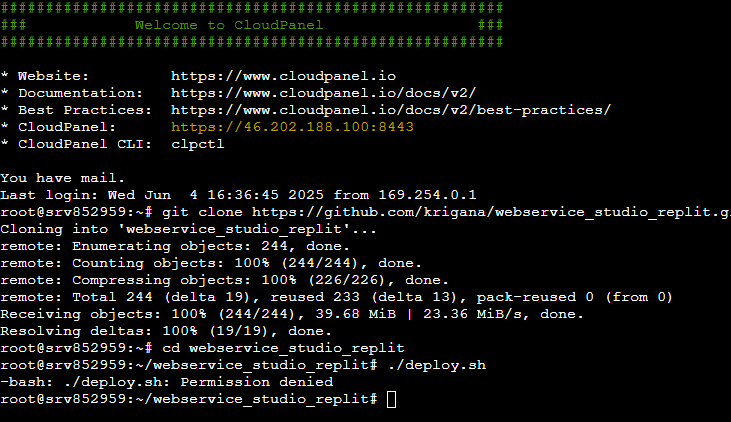 ########################################################
### Welcome to CloudPanel ###
########################################################
* Website: https://www.cloudpanel.io
* Documentation: https://www.cloudpanel.io/docs/v2/
* Best Practices: https://www.cloudpanel.io/docs/v2/best-practices/
* CloudPanel: https://46.202.188.100:8443
* CloudPanel CLI: clpctl
You have mail.
Last login: Wed Jun  4 16:36:45 2025 from 169.254.0.1
root@srv852959:~# git clone https://github.com/krigana/webservice_studio_replit.g
Cloning into 'webservice_studio_replit'...
remote: Enumerating objects: 244, done.
remote: Counting objects: 100% (244/244), done.
remote: Compressing objects: 100% (226/226), done.
remote: Total 244 (delta 19), reused 233 (delta 13), pack-reused 0 (from 0)
Receiving objects: 100% (244/244), 39.68 MiB | 23.36 MiB/s, done.
Resolving deltas: 100% (19/19), done.
root@srv852959:~# cd webservice_studio_replit
root@srv852959:~/webservice_studio_replit# ./deploy.sh
-bash: ./deploy.sh: Permission denied
root@srv852959:~/webservice_studio_replit#